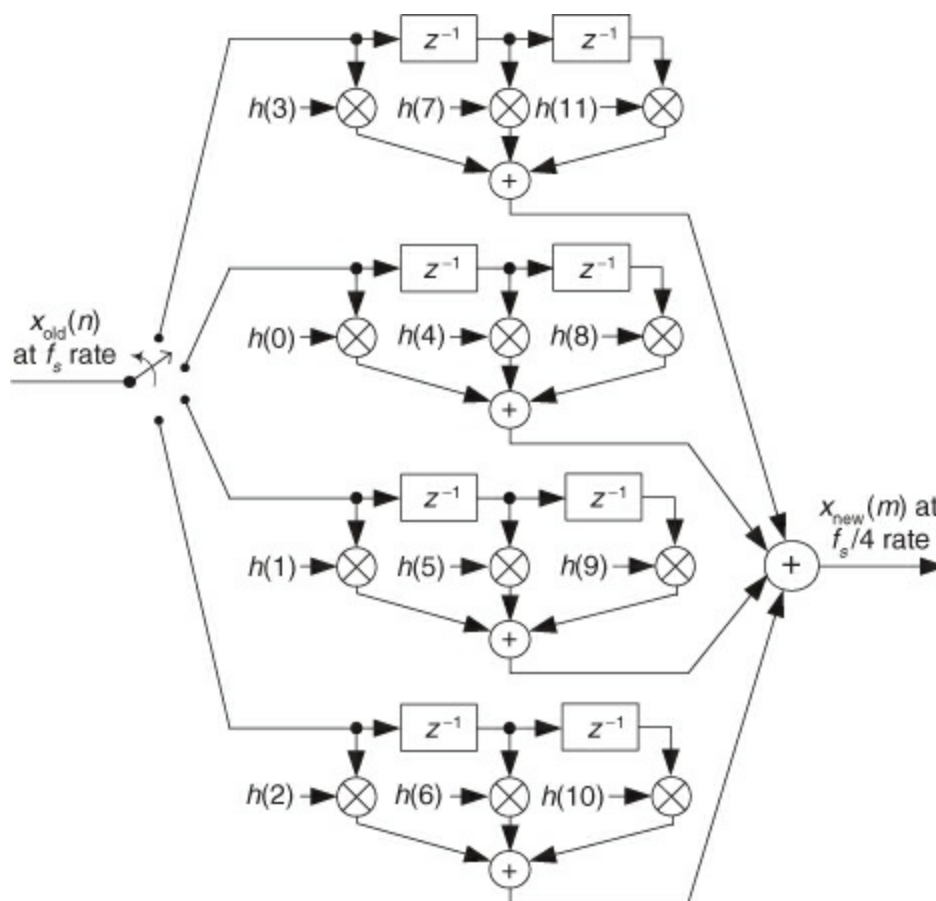 z⁻¹ z⁻¹
h(3) h(7) h(11)
+
z⁻¹ z⁻¹
x_old(n)
at f_s rate
h(0) h(4) h(8)
+
z⁻¹ z⁻¹
x_new(m) at
f_s/4 rate
h(1) h(5) h(9)
+
+
z⁻¹ z⁻¹
h(2) h(6) h(10)
+